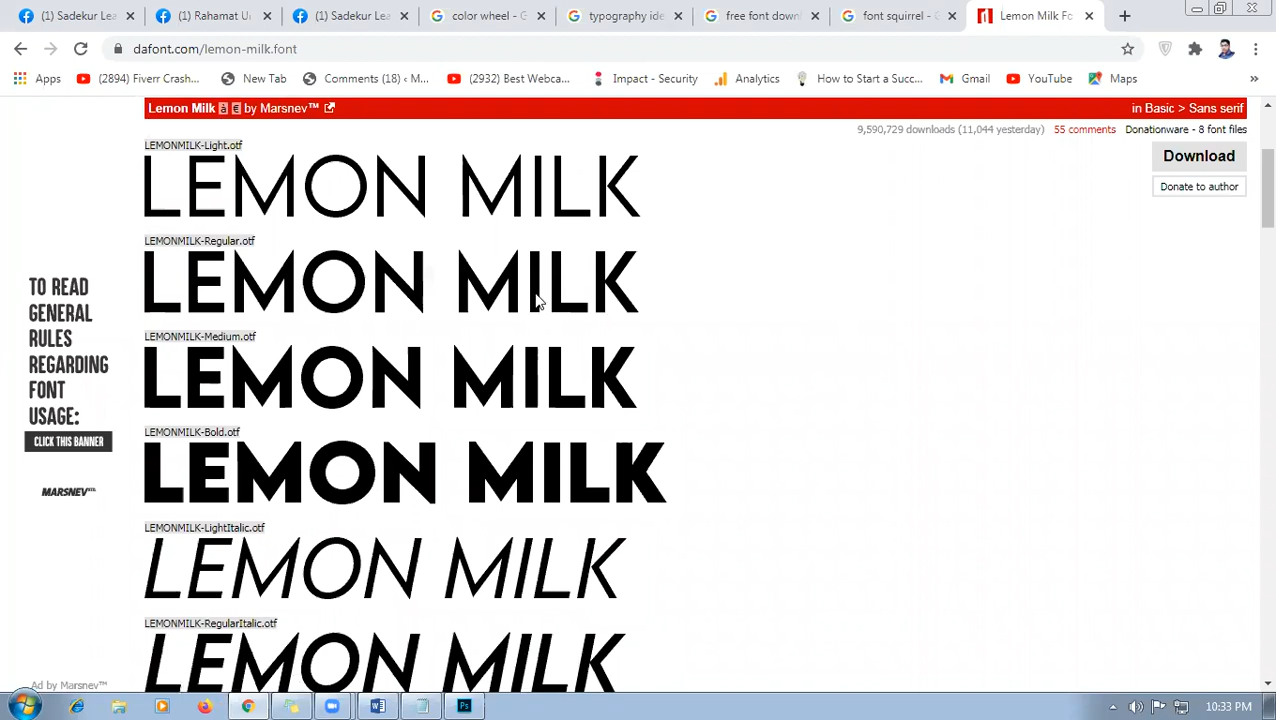 (1) Sadekur Lea
(1) Rahamat Ur
(1) Sadekur Lea
color wheel - G
typography ide
free font down
font squirrel - G
Lemon Milk Fo
dafont.com/lemon-milk.font
Apps
(2894) Fiverr Crash...
New Tab
Comments (18) ‹ M...
(2932) Best Webca...
Impact - Security
Analytics
How to Start a Succ...
Gmail
YouTube
Maps
Lemon Milk à € by Marsnev™
in Basic > Sans serif
9,590,729 downloads (11,044 yesterday) 55 comments Donationware - 8 font files
Download
Donate to author
LEMONMILK-Light.otf
LEMON MILK
LEMONMILK-Regular.otf
LEMON MILK
LEMONMILK-Medium.otf
LEMON MILK
LEMONMILK-Bold.otf
LEMON MILK
LEMONMILK-LightItalic.otf
LEMON MILK
LEMONMILK-RegularItalic.otf
LEMON MILK
TO READ
GENERAL
RULES
REGARDING
FONT
USAGE:
CLICK THIS BANNER
MARSNEV
Ad by Marsnev™
10:33 PM